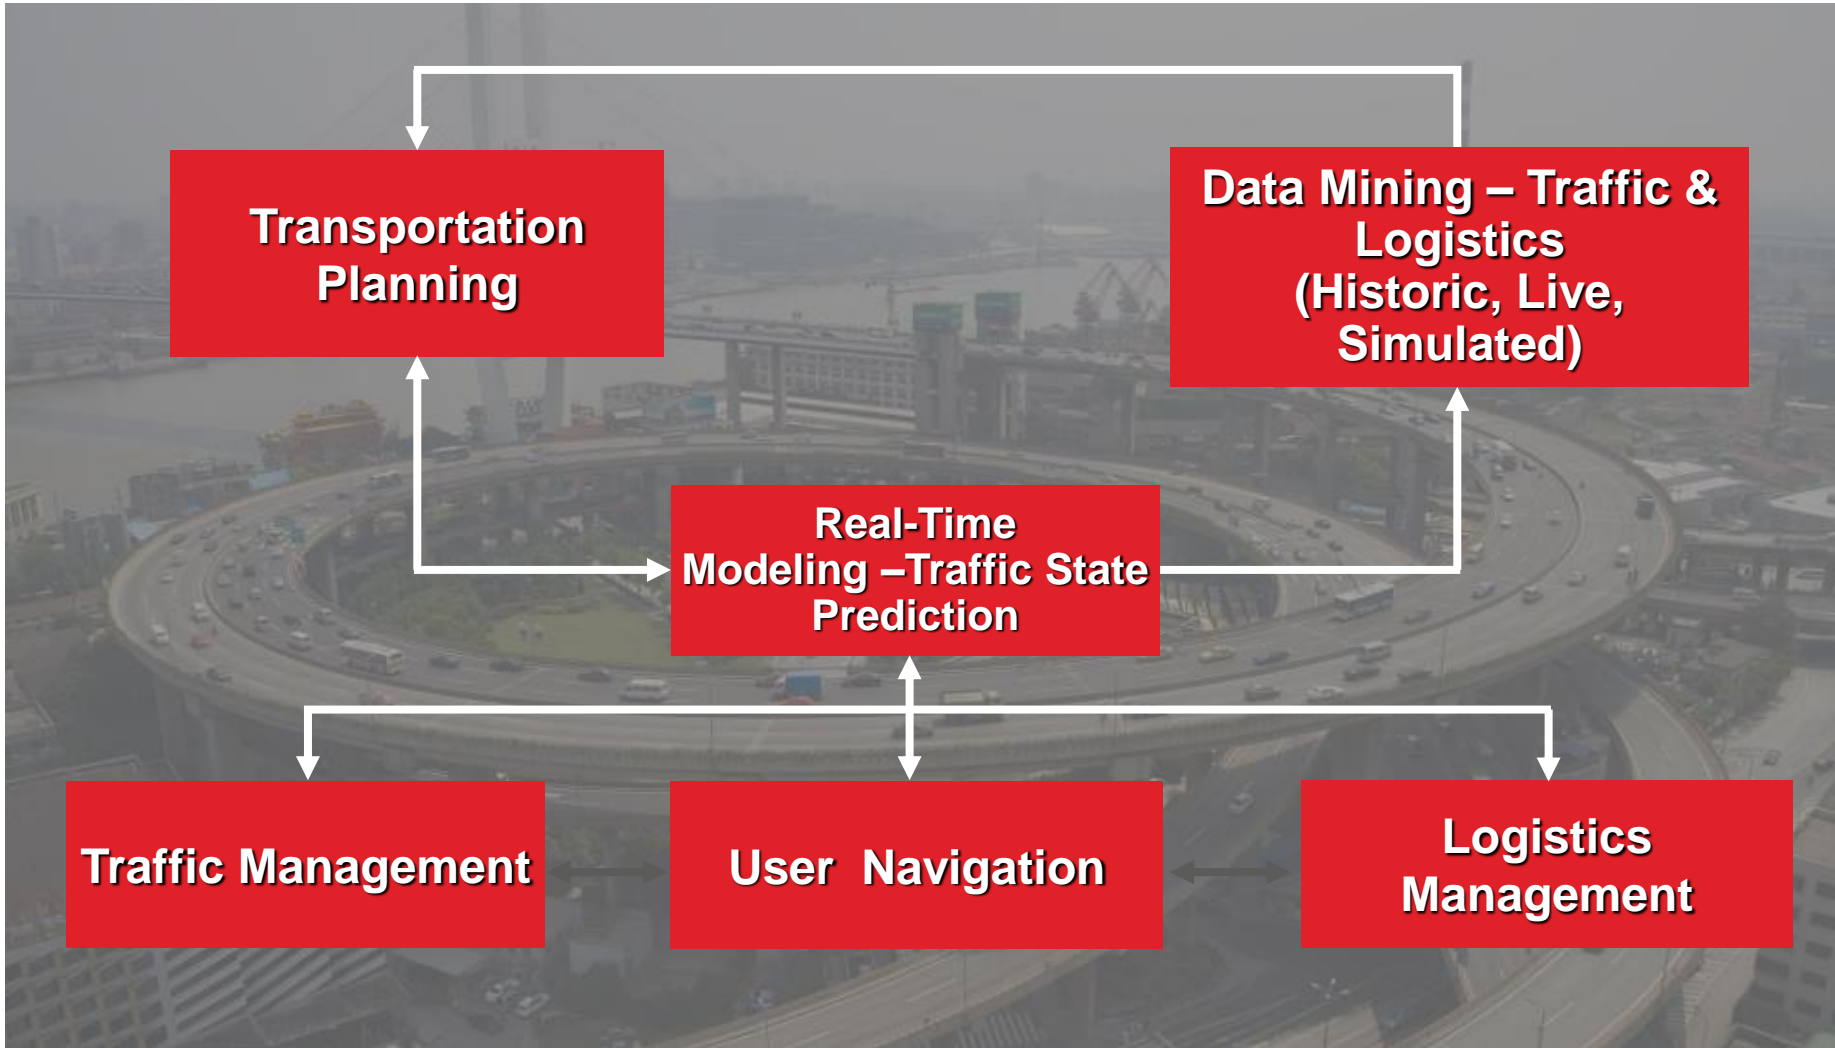 Transportation
Planning
Data Mining – Traffic &
Logistics
(Historic, Live,
Simulated)
Real-Time
Modeling –Traffic State
Prediction
Traffic Management
User  Navigation
Logistics
Management